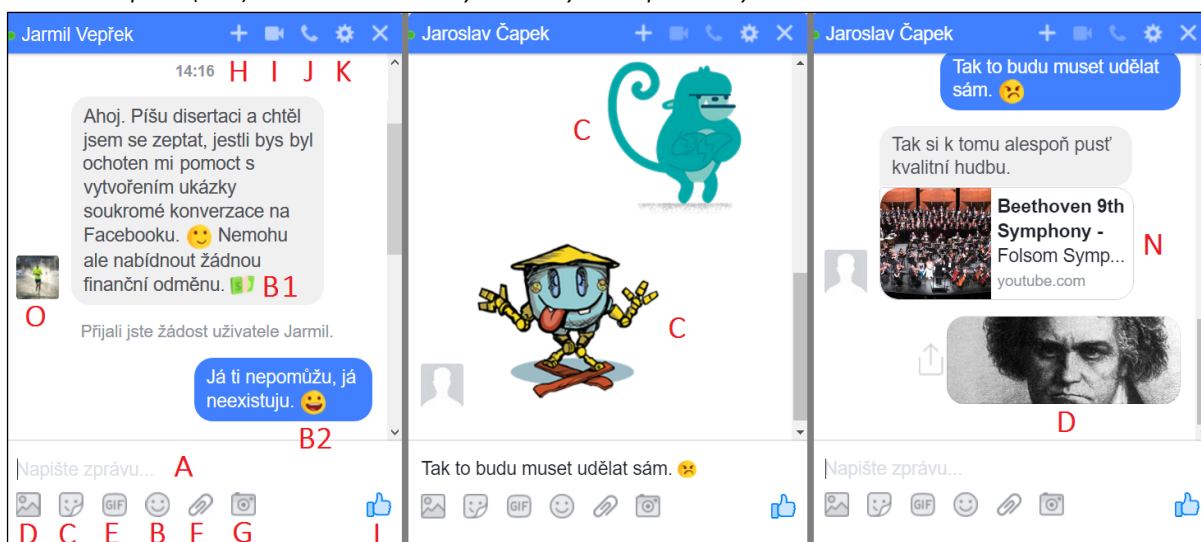 Jarmil Vepřek
14:16 H I J K
Ahoj. Píšu disertaci a chtěl
jsem se zeptat, jestli bys byl
ochoten mi pomoct s
vytvořením ukázky
soukromé konverzace na
Facebooku. 🙂 Nemohu
ale nabídnout žádnou
finanční odměnu. B1
O
Přijali jste žádost uživatele Jarmil.
Já ti nepomůžu, já
neexistuju. 😀
B2
Napište zprávu... A
GIF
D C E B F G
Jaroslav Čapek
C
C
Tak to budu muset udělat sám. 😠
GIF
Jaroslav Čapek
Tak to budu muset udělat
sám. 😠
Tak si k tomu alespoň pusť
kvalitní hudbu.
Beethoven 9th
Symphony -
Folsom Symp...
youtube.com
N
D
Napište zprávu...
GIF